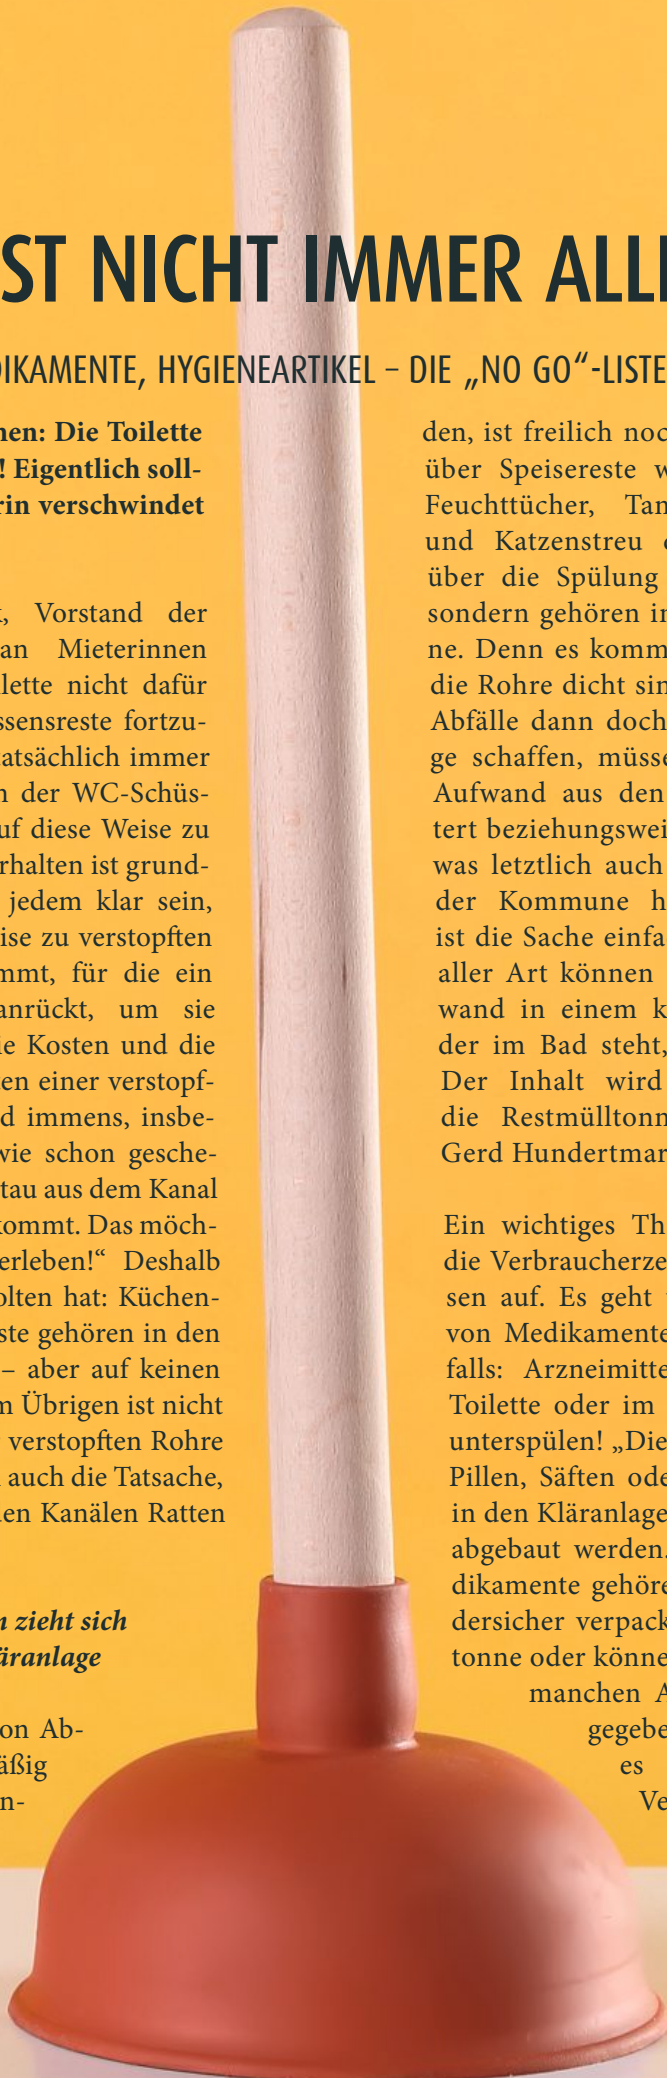 ST NICHT IMMER ALL
DIKAMENTE, HYGIENEARTIKEL – DIE „NO GO“-LISTE
nen: Die Toilette
! Eigentlich soll-
rin verschwindet
, Vorstand der
an Mieterinnen
lette nicht dafür
ssensreste fortzu-
tatsächlich immer
n der WC-Schüs-
uf diese Weise zu
rhalten ist grund-
jedem klar sein,
ise zu verstopften
mmt, für die ein
anrückt, um sie
ie Kosten und die
en einer verstopf-
d immens, insbe-
wie schon gesche-
tau aus dem Kanal
kommt. Das möch-
erleben!“ Deshalb
olten hat: Küchen-
ste gehören in den
– aber auf keinen
m Übrigen ist nicht
verstopften Rohre
auch die Tatsache,
den Kanälen Ratten
n zieht sich
äranlage
on Ab-
äßig
n-
den, ist freilich noc
über Speisereste w
Feuchttücher, Tan
und Katzenstreu
über die Spülung
sondern gehören in
ne. Denn es komm
die Rohre dicht sin
Abfälle dann doch
ge schaffen, müsse
Aufwand aus den
tert beziehungswei
was letztlich auch
der Kommune h
ist die Sache einfa
aller Art können
wand in einem k
der im Bad steht,
Der Inhalt wird
die Restmülltonn
Gerd Hundertmar
Ein wichtiges Th
die Verbraucherze
sen auf. Es geht
von Medikamente
falls: Arzneimitte
Toilette oder im
unterspülen! „Die
Pillen, Säften ode
in den Kläranlage
abgebaut werden.
dikamente gehöre
dersicher verpack
tonne oder könne
manchen A
gegebe
es
Ve